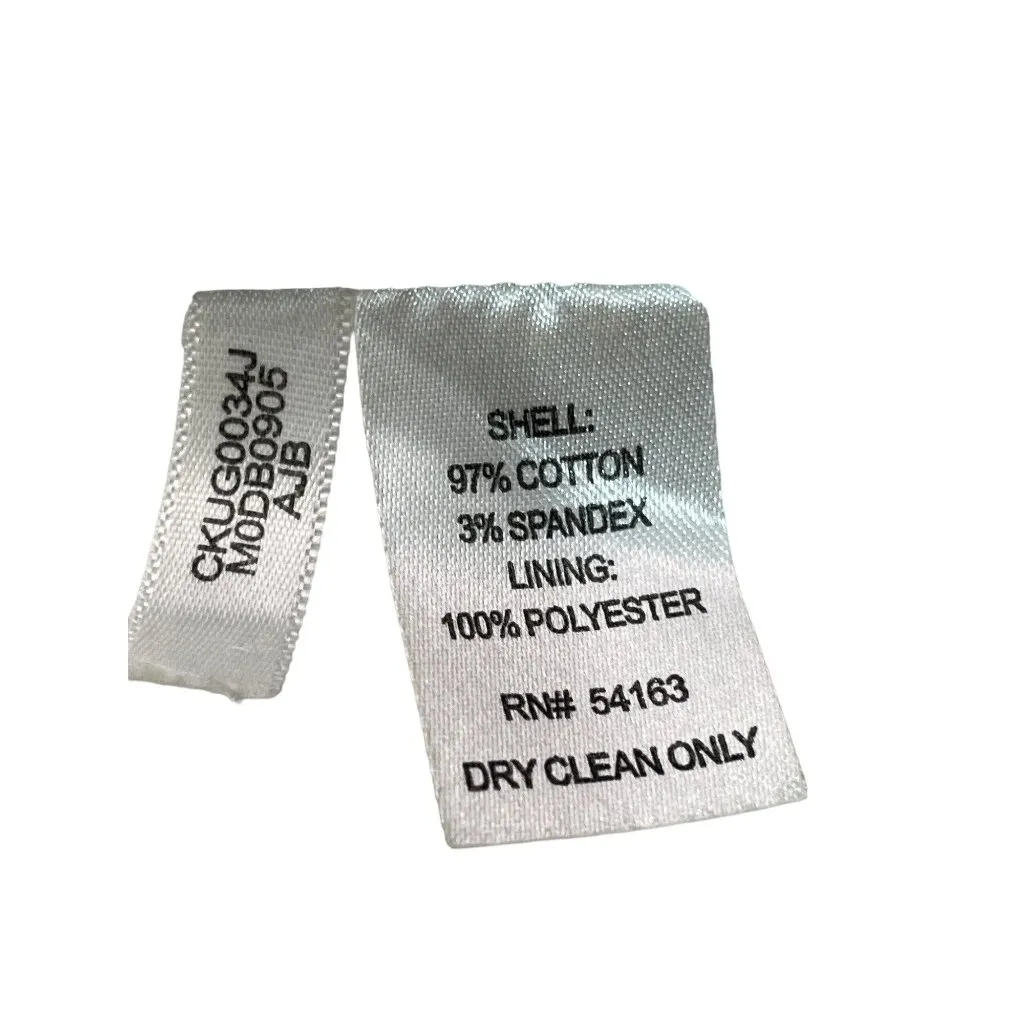 CKUG0034J
M0DB0905
AJB
SHELL:
97% COTTON
3% SPANDEX
LINING:
100% POLYESTER
RN# 54163
DRY CLEAN ONLY